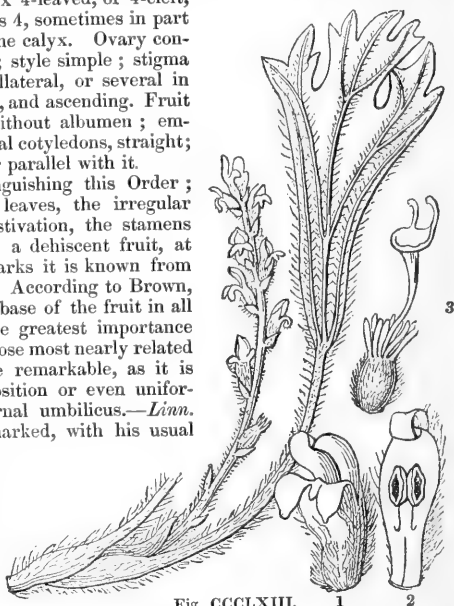 4-leaved, or 4-cleft,
s 4, sometimes in part
ne calyx. Ovary con-
; style simple ; stigma
llateral, or several in
, and ascending. Fruit
ithout albumen ; em-
al cotyledons, straight;
parallel with it.
guishing this Order ;
leaves, the irregular
stivation, the stamens
a dehiscent fruit, at
arks it is known from
According to Brown,
base of the fruit in all
e greatest importance
ose most nearly related
e remarkable, as it is
sition or even unifor-
rnal umbilicus.—Linn.
arked, with his usual
3
Fig. CCCLXIII. 1 2